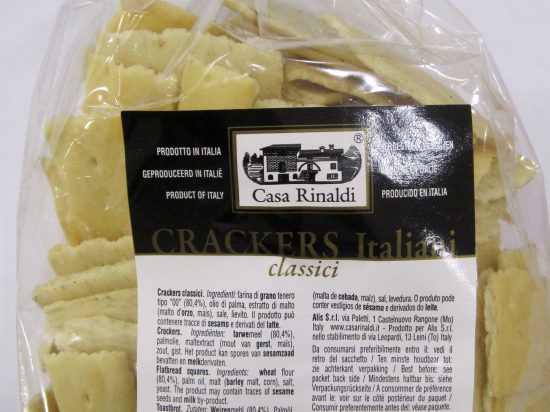 PRODOTTO IN ITALIA
GEPRODUCEERD IN ITALIË
PRODUCT OF ITALY
®
Casa Rinaldi
PRODUCIDO EN ITALIA
CRACKERS Italiani
classici
Crackers classici. Ingredienti: farina di grano tenero
tipo "00" (80,4%), olio di palma, estratto di malto
(malto d'orzo, mais), sale, lievito. Il prodotto può
contenere tracce di sesamo e derivati del latte.
Crackers. Ingrediënten: tarwemeel (80,4%),
palmolie, maltextract (mout van gerst, mais),
zout, gist. Het product kan sporen van sesamzaad
bevatten en melkderivaten.
Flatbread squares. Ingredients: wheat flour
(80,4%), palm oil, malt (barley malt, corn), salt,
yeast. The product may contain traces of sesame
seeds and milk by-product.
Toastbrot. Zutaten: Weizenmehl (80,4%), Palmöl
(malta de cebada, maíz), sal, levedura. O produto pode
conter vestígios de sésamo e derivados do leite.
Alis S.r.l. via Paletti, 1 Castelnuovo Rangone (Mo)
Italy www.casarinaldi.it - Prodotto per Alis S.r.l.
nello stabilimento di via Leopardi, 13 Leinì (To) Italy
Da consumarsi preferibilmente entro il: vedi il
retro del sacchetto / Ten minste houdbaar tot:
zie achterkant verpakking / Best before: see
packet back side / Mindestens haltbar bis: siehe
Verpackungsrückseite / A consommer de préférence
avant le: voir sur le côté postérieur du paquet /
Consumir preferentemente antes del: véase paquete.